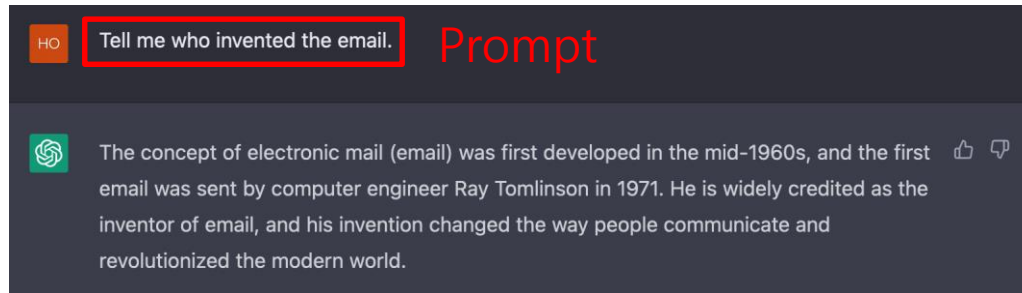 HO Tell me who invented the email. Prompt
The concept of electronic mail (email) was first developed in the mid-1960s, and the first
email was sent by computer engineer Ray Tomlinson in 1971. He is widely credited as the
inventor of email, and his invention changed the way people communicate and
revolutionized the modern world.